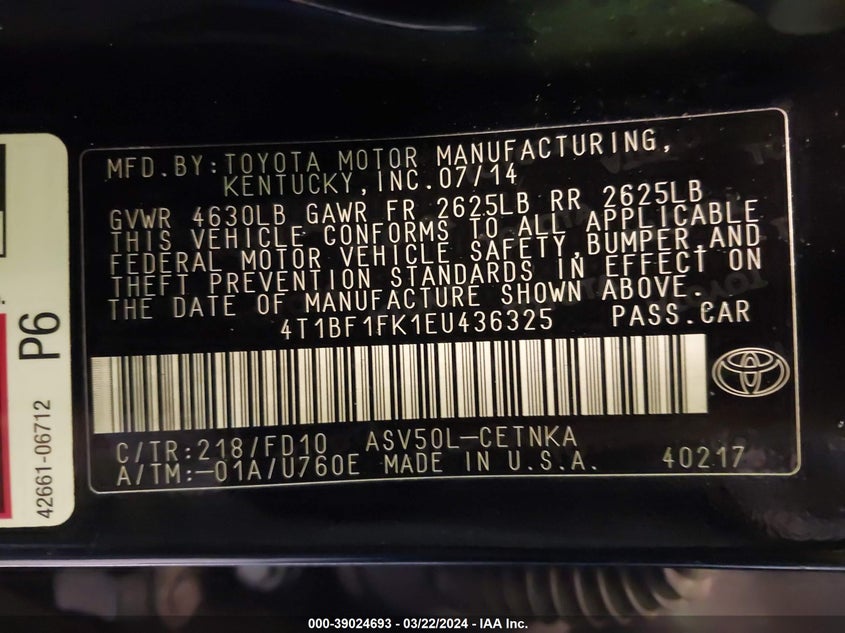 MFD.BY:TOYOTA MOTOR MANUFACTURING,
KENTUCKY,INC.07/14
GVWR 4630LB GAWR FR 2625LB RR 2625LB
THIS VEHICLE CONFORMS TO ALL APPLICABLE
FEDERAL MOTOR VEHICLE SAFETY,BUMPER,AND
THEFT PREVENTION STANDARDS IN EFFECT ON
THE DATE OF MANUFACTURE SHOWN ABOVE.
4T1BF1FK1EU436325 PASS.CAR
C/TR:218/FD10 ASV50L-CETNKA
A/TM:-01A/U760E MADE IN U.S.A. 40217
P6
42661-06712
000-39024693 - 03/22/2024 - IAA Inc.